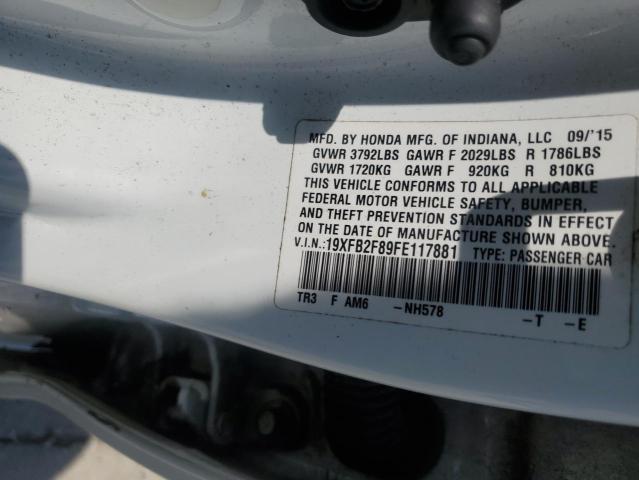 MFD. BY HONDA MFG. OF INDIANA, LLC 09/'15
GVWR 3792LBS GAWR F 2029LBS R 1786LBS
GVWR 1720KG GAWR F 920KG R 810KG
THIS VEHICLE CONFORMS TO ALL APPLICABLE
FEDERAL MOTOR VEHICLE SAFETY, BUMPER,
AND THEFT PREVENTION STANDARDS IN EFFECT
ON THE DATE OF MANUFACTURE SHOWN ABOVE.
V.I.N.:19XFB2F89FE117881 TYPE: PASSENGER CAR
TR3 F AM6 -NH578 -T -E